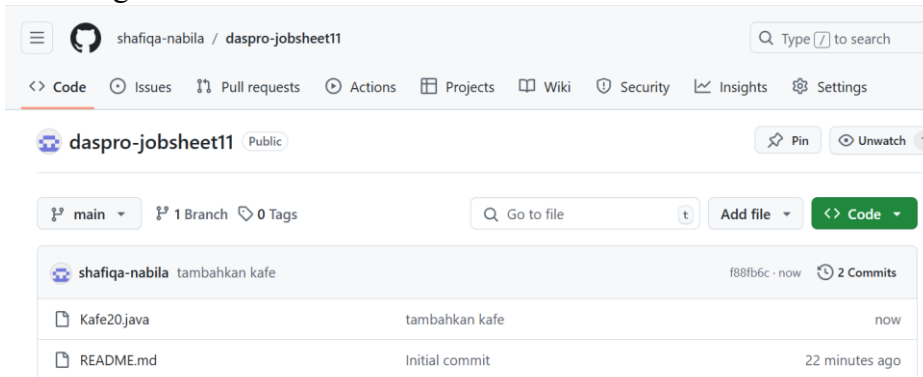 shafiqa-nabila / daspro-jobsheet11 Type / to search
Code Issues Pull requests Actions Projects Wiki Security Insights Settings
daspro-jobsheet11 Public Pin Unwatch
main 1 Branch 0 Tags Go to file t Add file Code
shafiqa-nabila tambahkan kafe f88fb6c · now 2 Commits
Kafe20.java tambahkan kafe now
README.md Initial commit 22 minutes ago